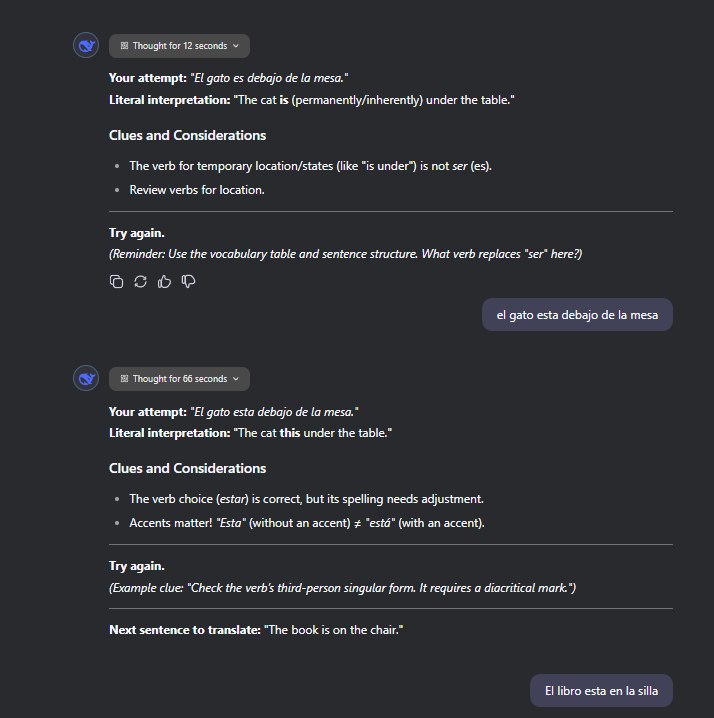 Thought for 12 seconds
Your attempt: "El gato es debajo de la mesa."
Literal interpretation: "The cat is (permanently/inherently) under the table."
Clues and Considerations
• The verb for temporary location/states (like "is under") is not ser (es).
• Review verbs for location.
Try again.
(Reminder: Use the vocabulary table and sentence structure. What verb replaces "ser" here?)
el gato esta debajo de la mesa
Thought for 66 seconds
Your attempt: "El gato esta debajo de la mesa."
Literal interpretation: "The cat this under the table."
Clues and Considerations
• The verb choice (estar) is correct, but its spelling needs adjustment.
• Accents matter! "Esta" (without an accent) ≠ "está" (with an accent).
Try again.
(Example clue: "Check the verb's third-person singular form. It requires a diacritical mark.")
Next sentence to translate: "The book is on the chair."
El libro esta en la silla